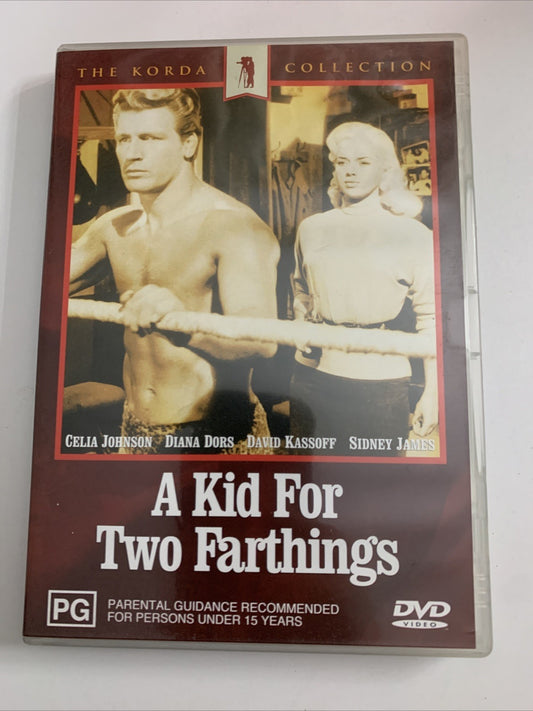 THE KORDA COLLECTION
CELIA JOHNSON DIANA DORS DAVID KASSOFF SIDNEY JAMES
A Kid For
Two Farthings
PG PARENTAL GUIDANCE RECOMMENDED
FOR PERSONS UNDER 15 YEARS
DVD
VIDEO